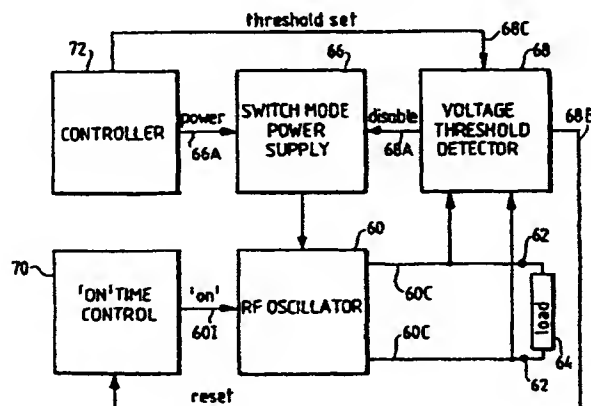 threshold set
68C
72
66
68
CONTROLLER
power
66A
SWITCH MODE
POWER
SUPPLY
disable
68A
VOLTAGE
THRESHOLD
DETECTOR
68B
70
60
62
'ON' TIME
CONTROL
'on'
60I
RF OSCILLATOR
60C
60C
load
64
62
reset